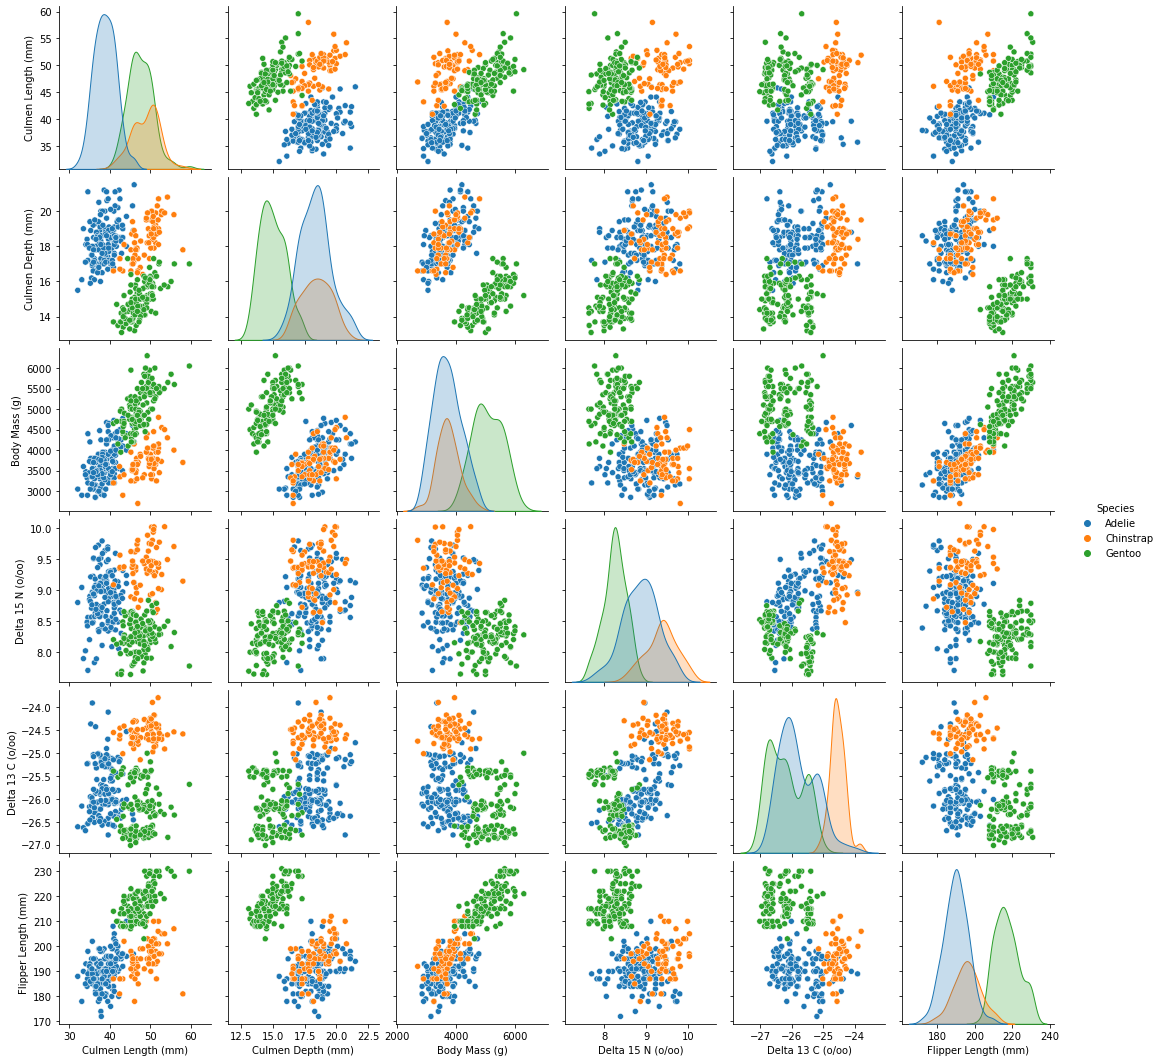 60
55
50
45
40
35
Culmen Length (mm)
20
18
16
14
Culmen Depth (mm)
6000
5500
5000
4500
4000
3500
3000
Body Mass (g)
Species
Adelie
Chinstrap
Gentoo
10.0
9.5
9.0
8.5
8.0
Delta 15 N (o/oo)
−24.0
−24.5
−25.0
−25.5
−26.0
−26.5
−27.0
Delta 13 C (o/oo)
230
220
210
200
190
180
170
Flipper Length (mm)
30 40 50 60
12.5 15.0 17.5 20.0 22.5
2000 4000 6000
8 9 10
−27 −26 −25 −24
180 200 220 240
Culmen Length (mm)
Culmen Depth (mm)
Body Mass (g)
Delta 15 N (o/oo)
Delta 13 C (o/oo)
Flipper Length (mm)